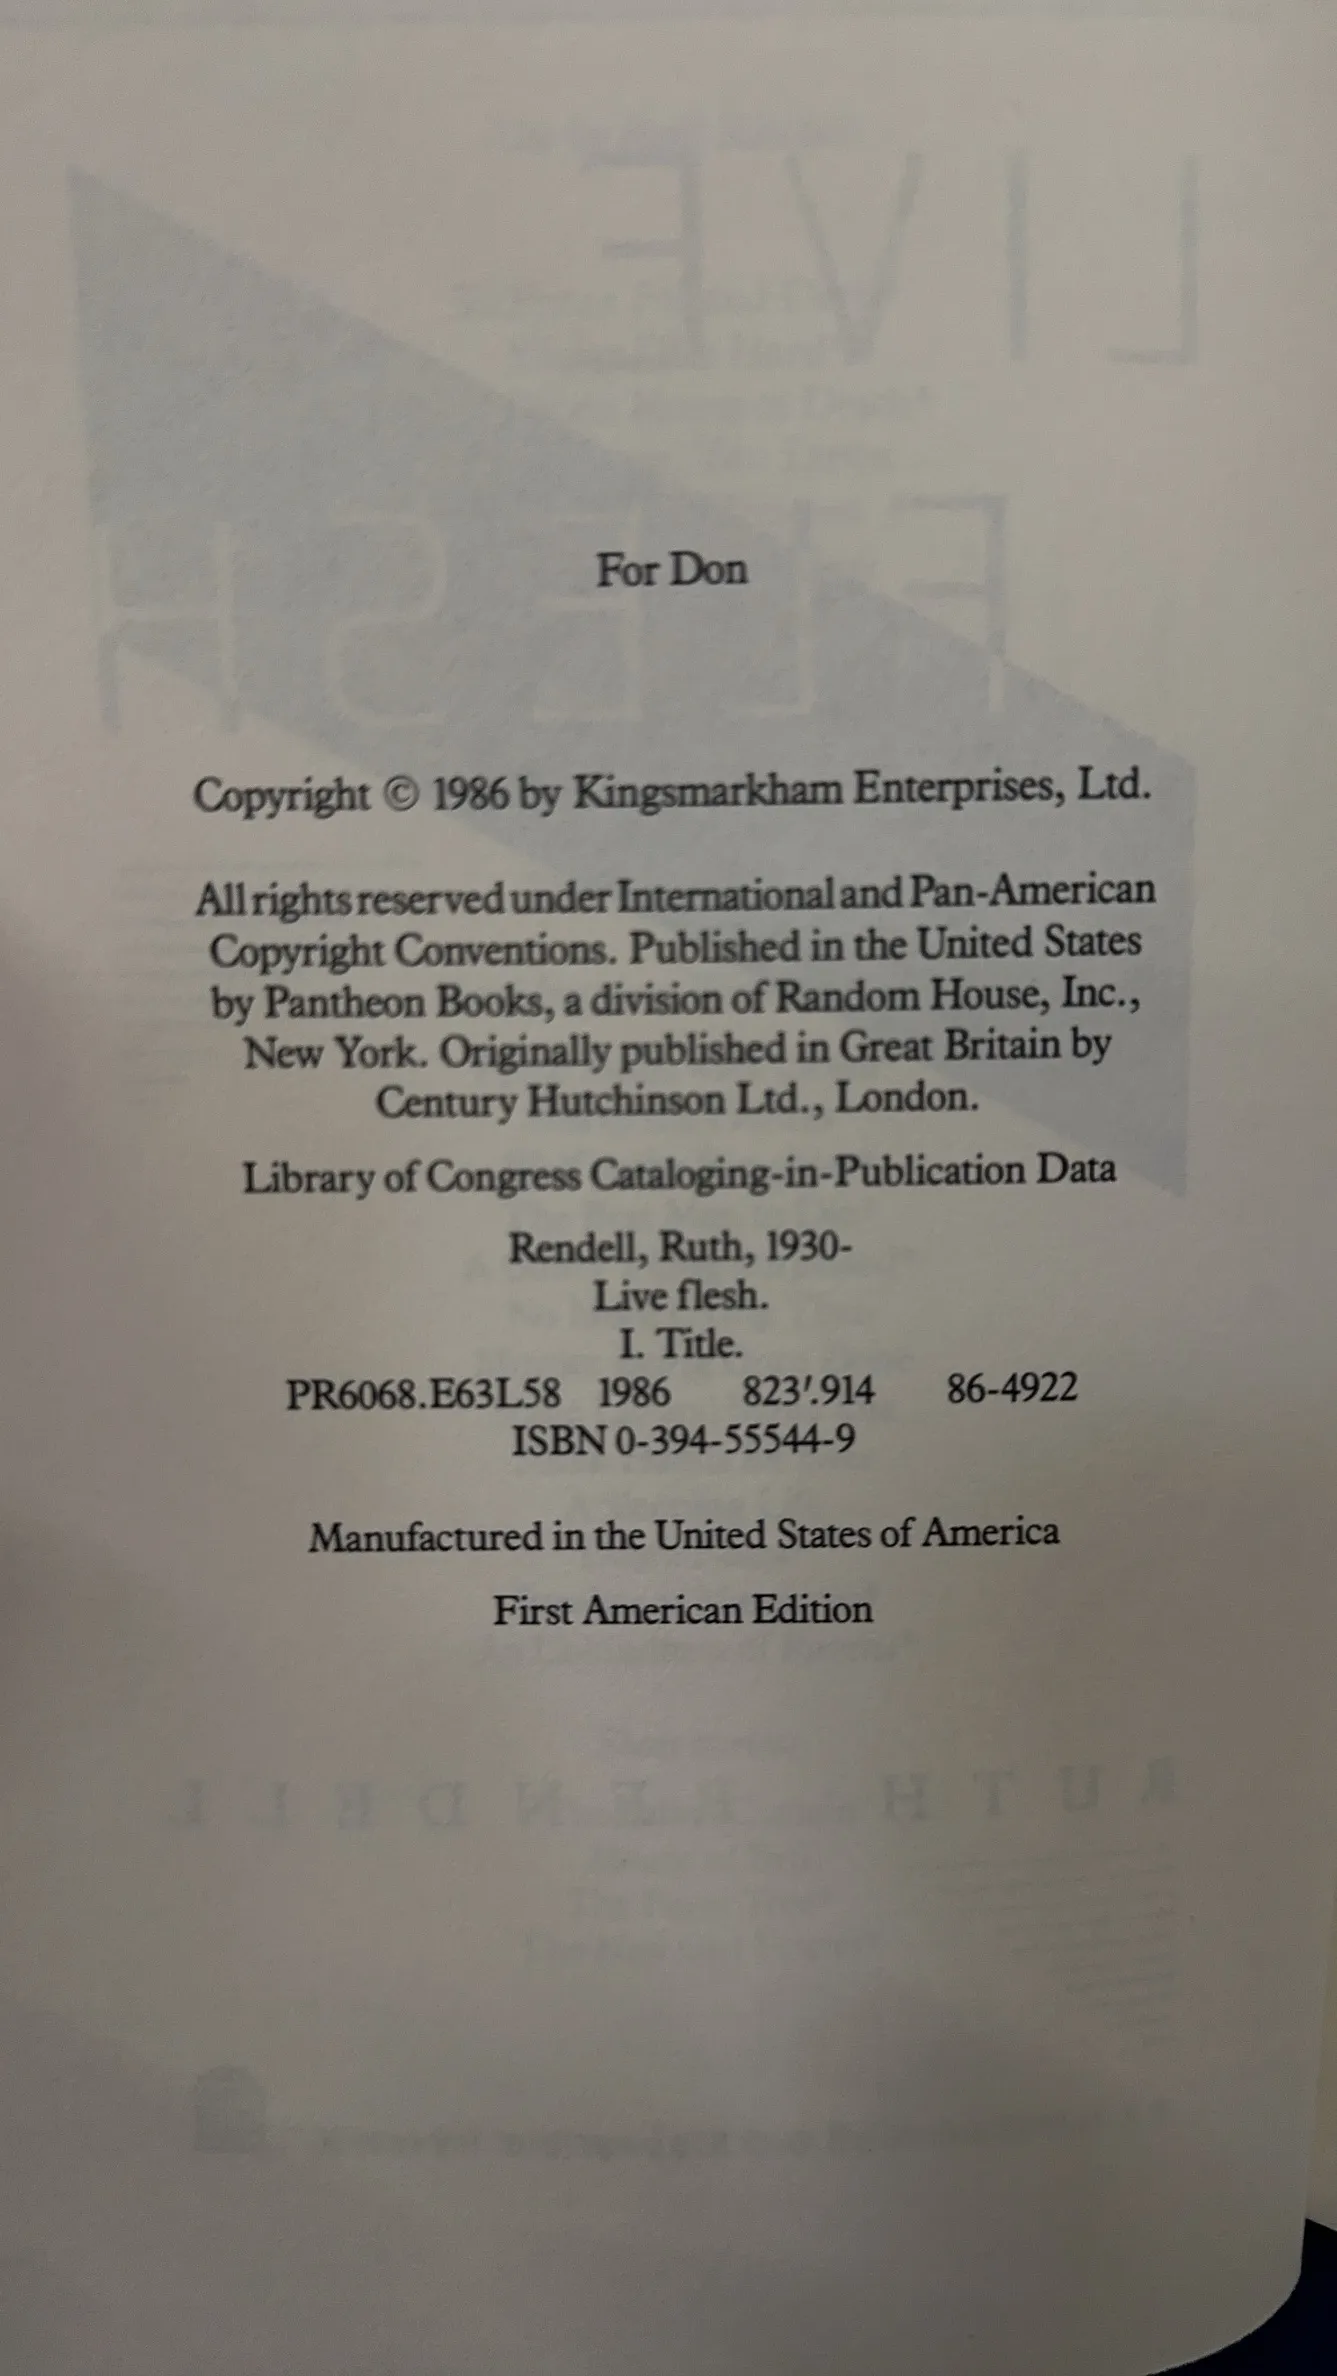 For Don
Copyright © 1986 by Kingsmarkham Enterprises, Ltd.
All rights reserved under International and Pan-American
Copyright Conventions. Published in the United States
by Pantheon Books, a division of Random House, Inc.,
New York. Originally published in Great Britain by
Century Hutchinson Ltd., London.
Library of Congress Cataloging-in-Publication Data
Rendell, Ruth, 1930-
Live flesh.
I. Title.
PR6068.E63L58 1986 823'.914 86-4922
ISBN 0-394-55544-9
Manufactured in the United States of America
First American Edition
LIVE
FLESH
RUTH RENDELL